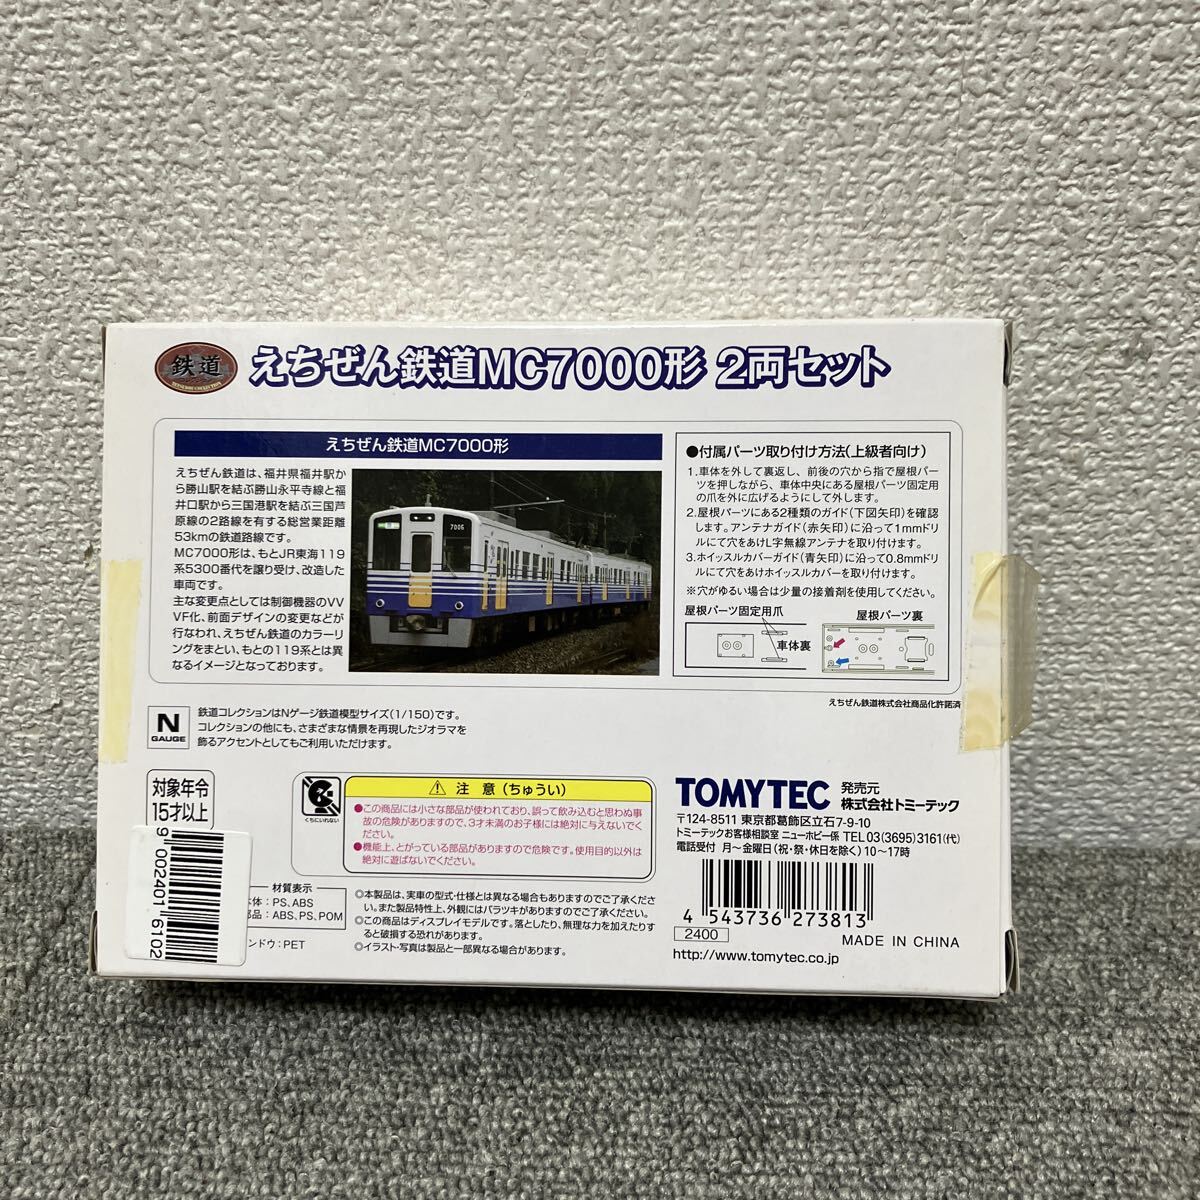 鉄道
えちぜん鉄道MC7000形 2両セット
えちぜん鉄道MC7000形
えちぜん鉄道は、福井県福井駅か
ら勝山駅を結ぶ勝山永平寺線と福
井口駅から三国港駅を結ぶ三国芦
原線の2路線を有する総営業距離
53kmの鉄道路線です。
MC7000形は、もとJR東海119
系5300番代を譲り受け、改造した
車両です。
主な変更点としては制御機器のVV
VF化、前面デザインの変更などが
行なわれ、えちぜん鉄道のカラーリ
ングをまとい、もとの119系とは異
なるイメージとなっております。
7006
●付属パーツ取り付け方法(上級者向け)
1.車体を外して裏返し、前後の穴から指で屋根パー
ツを押しながら、車体中央にある屋根パーツ固定用
の爪を外に広げるようにして外します。
2.屋根パーツにある2種類のガイド(下図矢印)を確認
します。アンテナガイド(赤矢印)に沿って1mmドリ
ルにて穴をあけL字無線アンテナを取り付けます。
3.ホイッスルカバーガイド(青矢印)に沿って0.8mmド
リルにて穴をあけホイッスルカバーを取り付けます。
※穴がゆるい場合は少量の接着剤を使用してください。
屋根パーツ固定用爪
車体裏
屋根パーツ裏
えちぜん鉄道株式会社商品化許諾済
N
GAUGE
鉄道コレクションはNゲージ鉄道模型サイズ(1/150)です。
コレクションの他にも、さまざまな情景を再現したジオラマを
飾るアクセントとしてもご利用いただけます。
対象年令
15才以上
くちにいれない
注 意 (ちゅうい)
●この商品には小さな部品が使われており、誤って飲み込むと思わぬ事
故の危険がありますので、3才未満のお子様には絶対に与えないでく
ださい。
●機能上、とがっている部品がありますので危険です。使用目的以外は
絶対に遊ばないでください。
TOMYTEC
発売元
株式会社トミーテック
〒124-8511 東京都葛飾区立石7-9-10
トミーテックお客様相談室 ニューホビー係 TEL 03(3695)3161(代)
電話受付 月〜金曜日(祝・祭・休日を除く)10〜17時
9 002401 6102
材質表示
体：PS、ABS
部品：ABS、PS、POM
ンドウ：PET
◎本製品は、実車の型式・仕様とは異なる場合もありますのでご了承くださ
い。また製品特性上、外観にはバラツキがありますのでご了承ください。
◎この商品はディスプレイモデルです。落としたり、無理な力を加えたりす
ると破損する恐れがあります。
◎イラスト・写真は製品と一部異なる場合があります。
4 543736 273813
2400
MADE IN CHINA
http://www.tomytec.co.jp